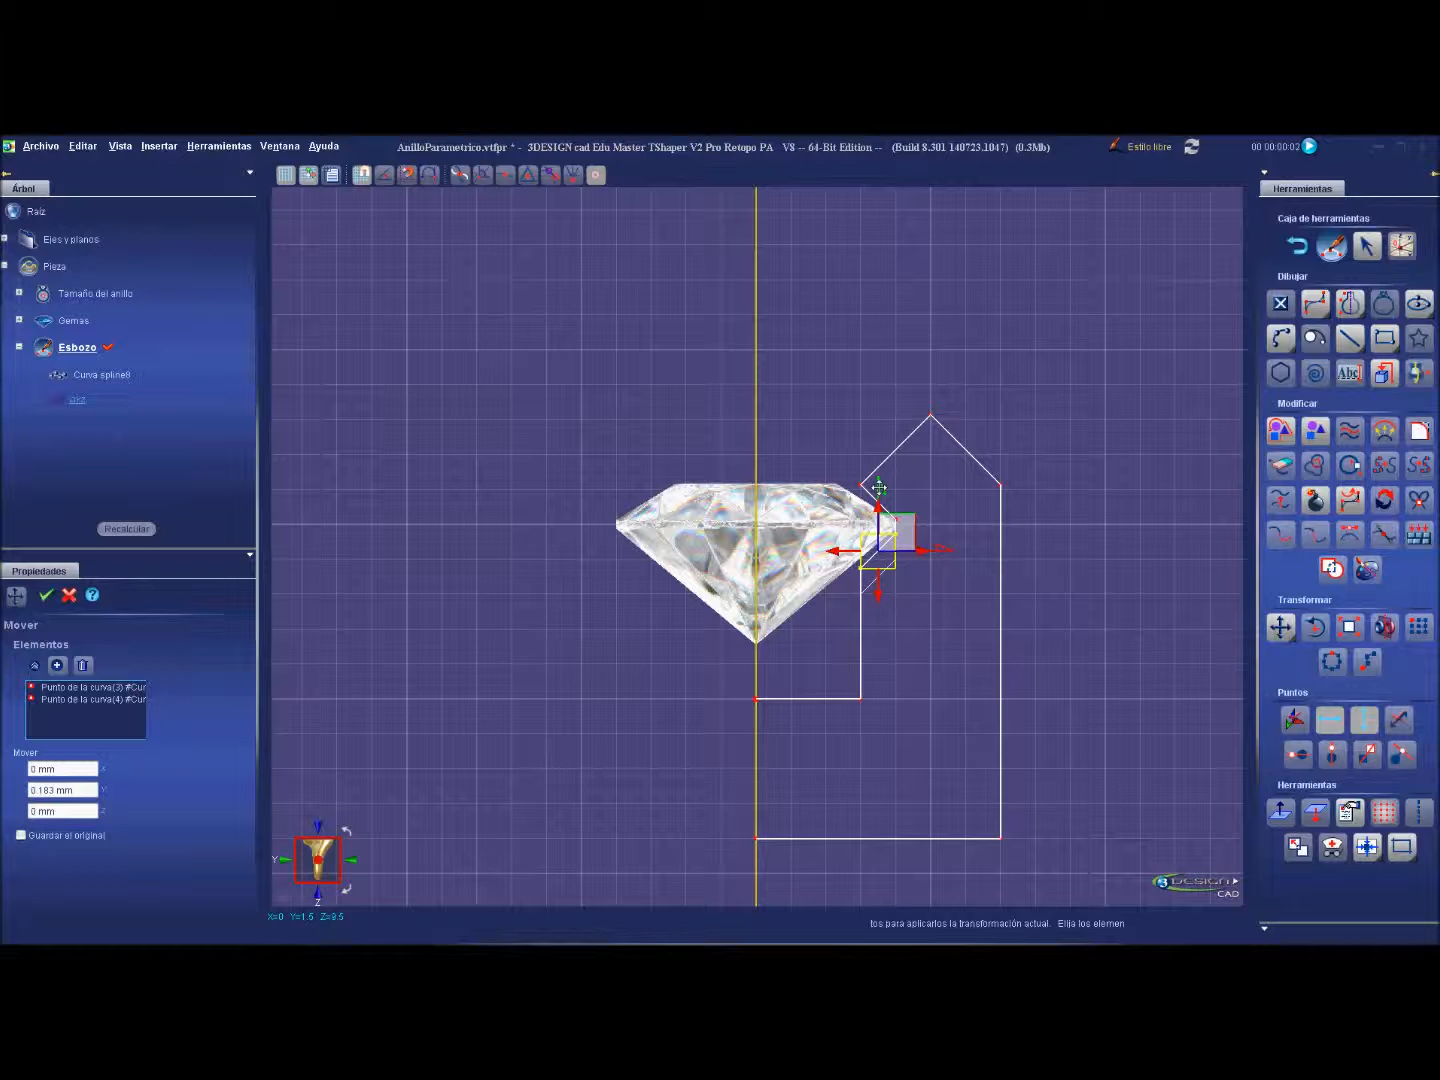 Archivo Editar Vista Insertar Herramientas Ventana Ayuda
AnilloParametrico.vtfpr * - 3DESIGN cad Edu Master TShaper V2 Pro Retopo PA V8 -- 64-Bit Edition -- (Build 8.301 140723.1047) (0.3Mb)
Estilo libre
00 00:00:02
Árbol
Raíz
Ejes y planos
Pieza
Tamaño del anillo
Gemas
Esbozo
Curva spline8
Recalcular
Propiedades
Mover
Elementos
Punto de la curva(3) #Cur
Punto de la curva(4) #Cur
Mover
0 mm X
0.183 mm Y
0 mm Z
Guardar el original
Y
Z
X=0 Y=1.5 Z=9.5
3DESIGN
CAD
tos para aplicarlos la transformación actual. Elija los elemen
Herramientas
Caja de herramientas
Dibujar
Abc
Modificar
Transformar
Puntos
Herramientas